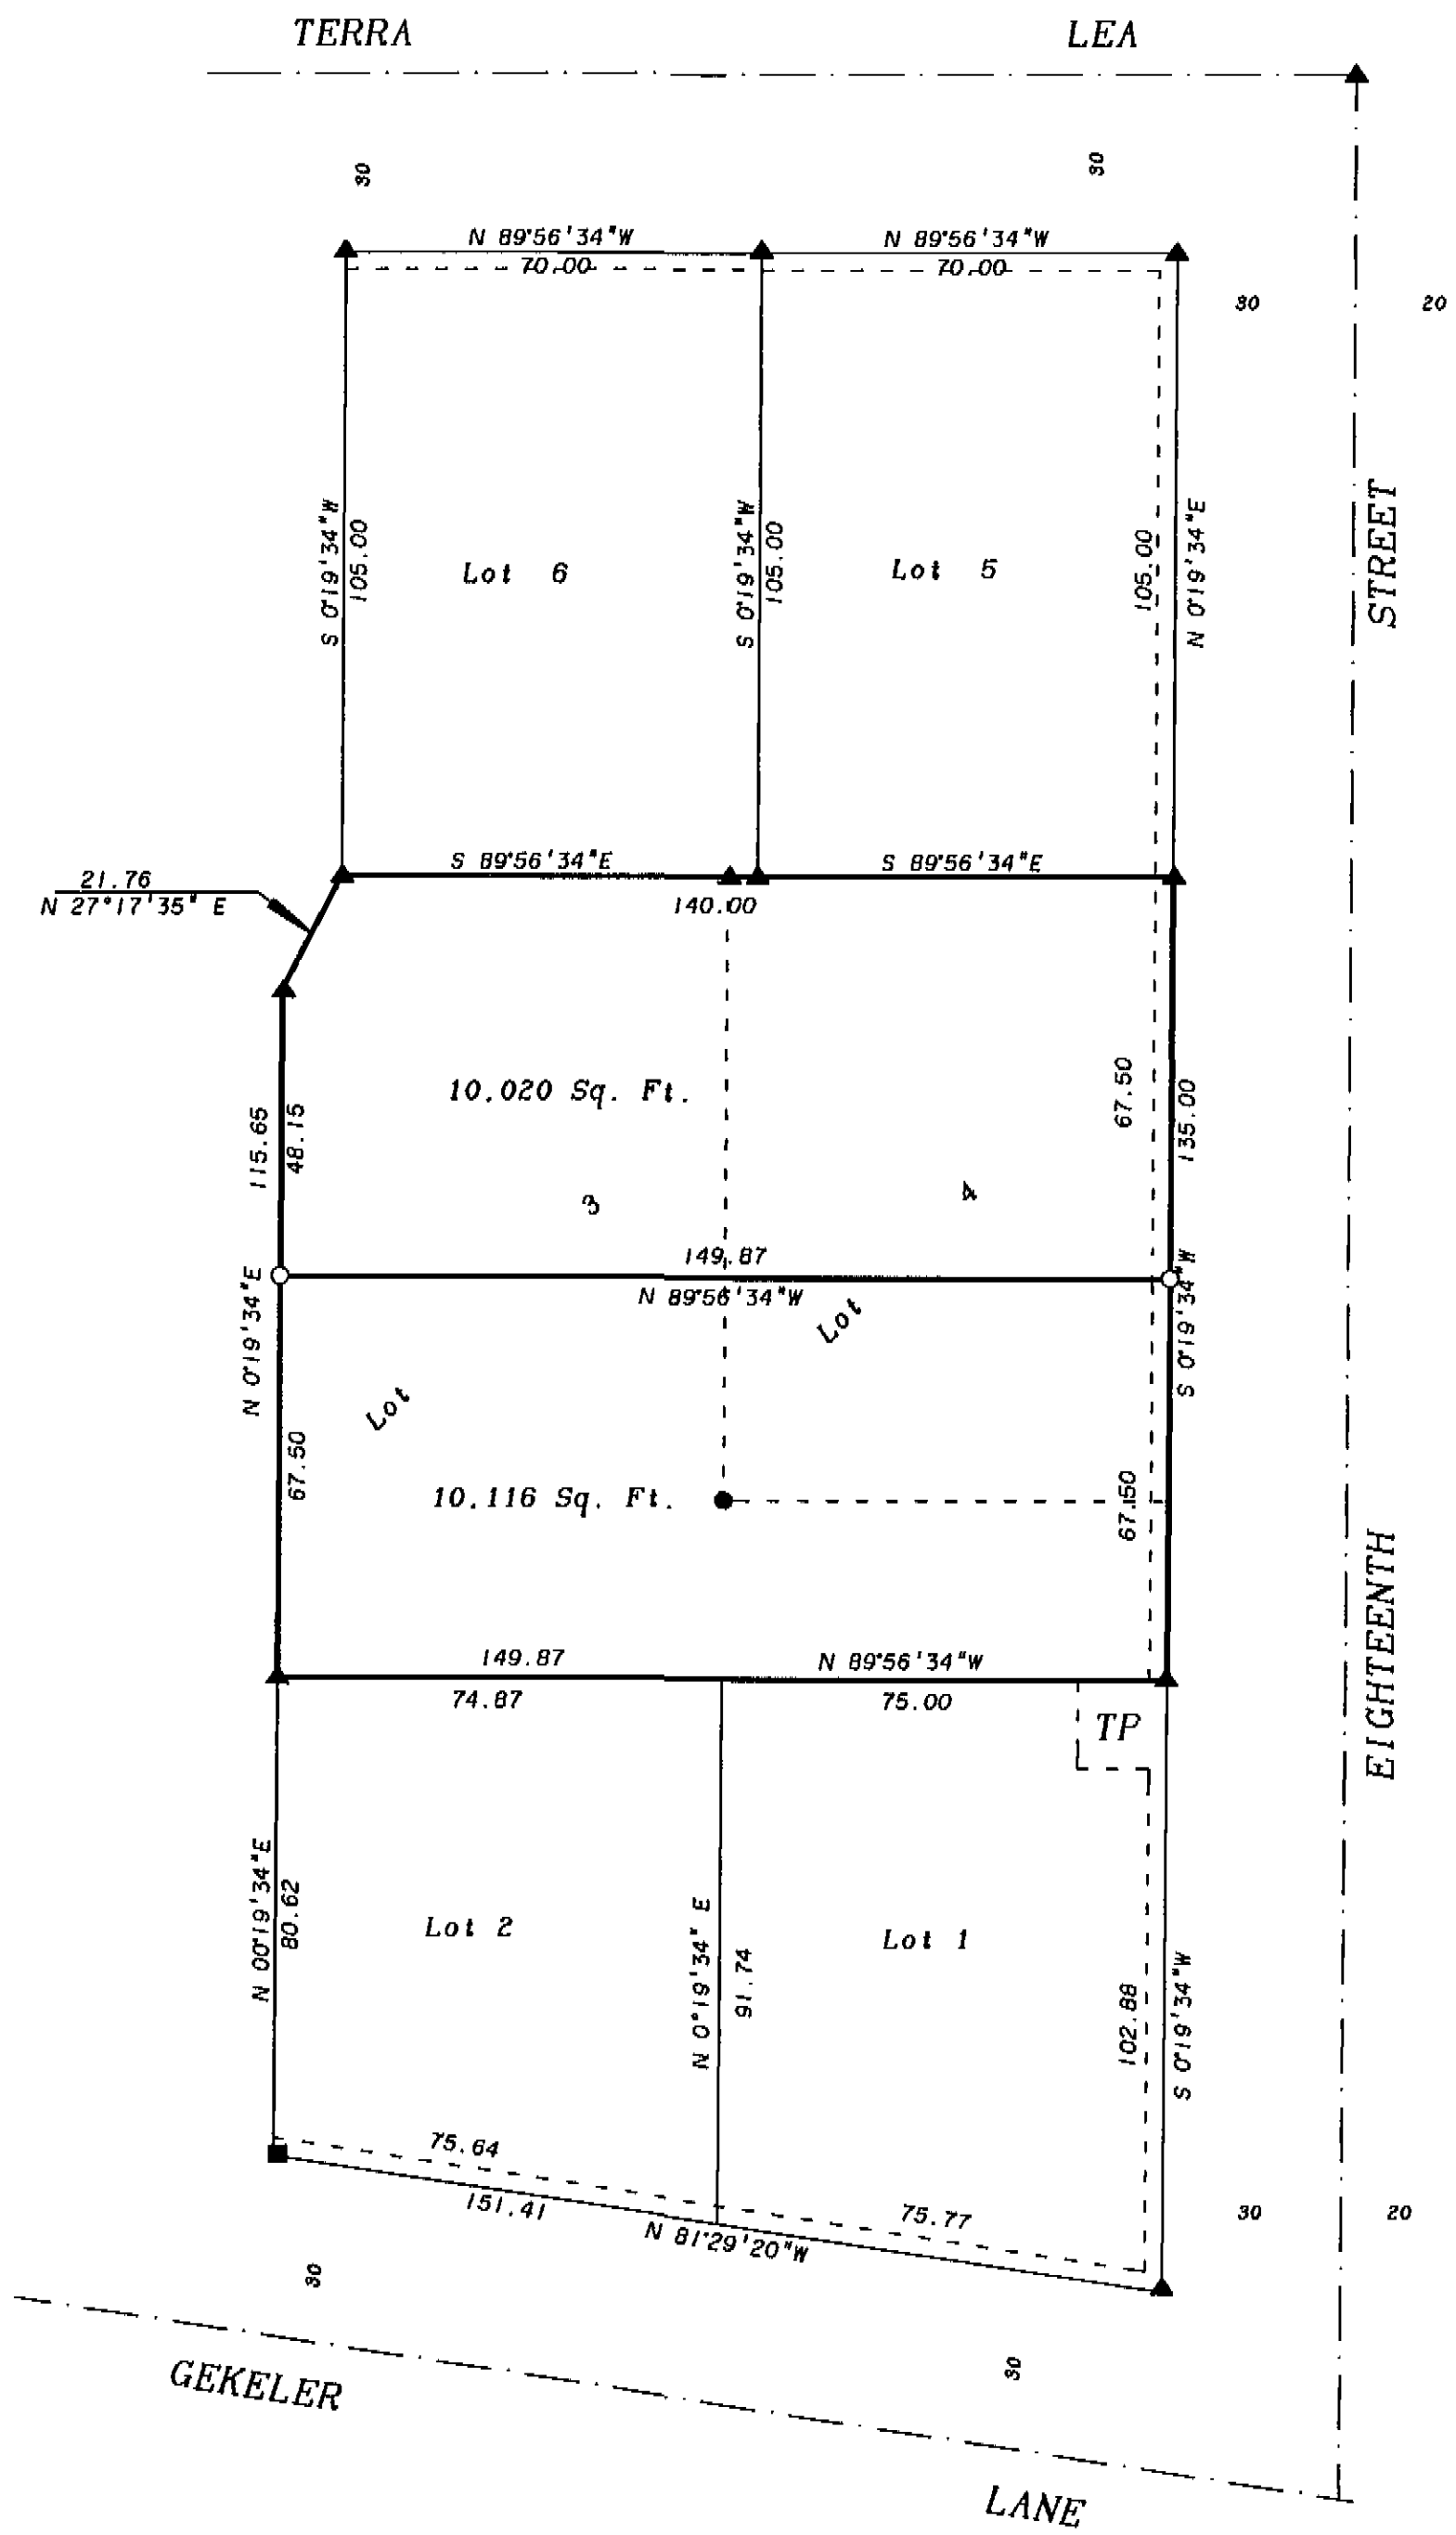 TERRA LEA
30 30
N 89°56'34"W N 89°56'34"W
70.00 70.00
30 20
S 0°19'34"W
105.00
Lot 6
S 0°19'34"W
105.00
Lot 5
105.00
N 0°19'34"E
STREET
S 89°56'34"E S 89°56'34"E
21.76
N 27°17'35" E
140.00
10,020 Sq. Ft.
115.65
48.15
67.50
135.00
3 4
149.87
N 89°56'34"W
N 0°19'34"E
S 0°19'34"W
Lot
Lot
67.50
10,116 Sq. Ft.
67.50
EIGHTEENTH
149.87 N 89°56'34"W
74.87 75.00
TP
N 00°19'34"E
80.62
Lot 2
N 0°19'34" E
91.74
Lot 1
102.88
S 0°19'34"W
75.64
151.41
75.77
N 81°29'20"W
30 20
30
30
GEKELER
LANE